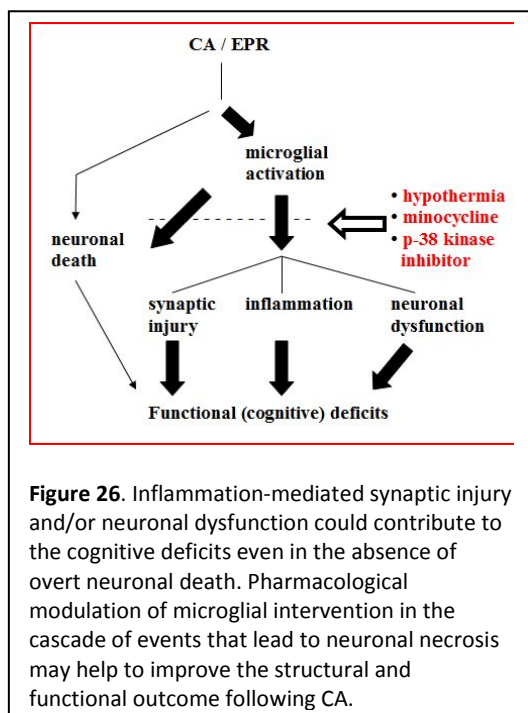 CA / EPR
microglial
activation
• hypothermia
• minocycline
• p-38 kinase
inhibitor
neuronal
death
synaptic
injury
inflammation
neuronal
dysfunction
Functional (cognitive) deficits
Figure 26. Inflammation-mediated synaptic injury
and/or neuronal dysfunction could contribute to
the cognitive deficits even in the absence of
overt neuronal death. Pharmacological
modulation of microglial intervention in the
cascade of events that lead to neuronal necrosis
may help to improve the structural and
functional outcome following CA.